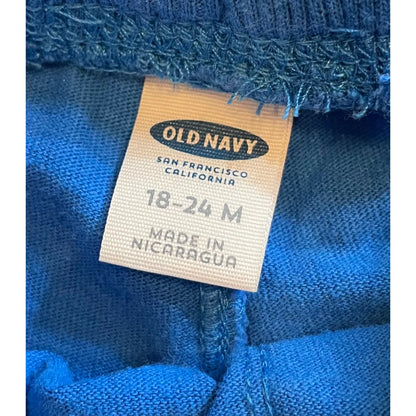 OLD NAVY
SAN FRANCISCO
CALIFORNIA
18-24 M
MADE IN
NICARAGUA